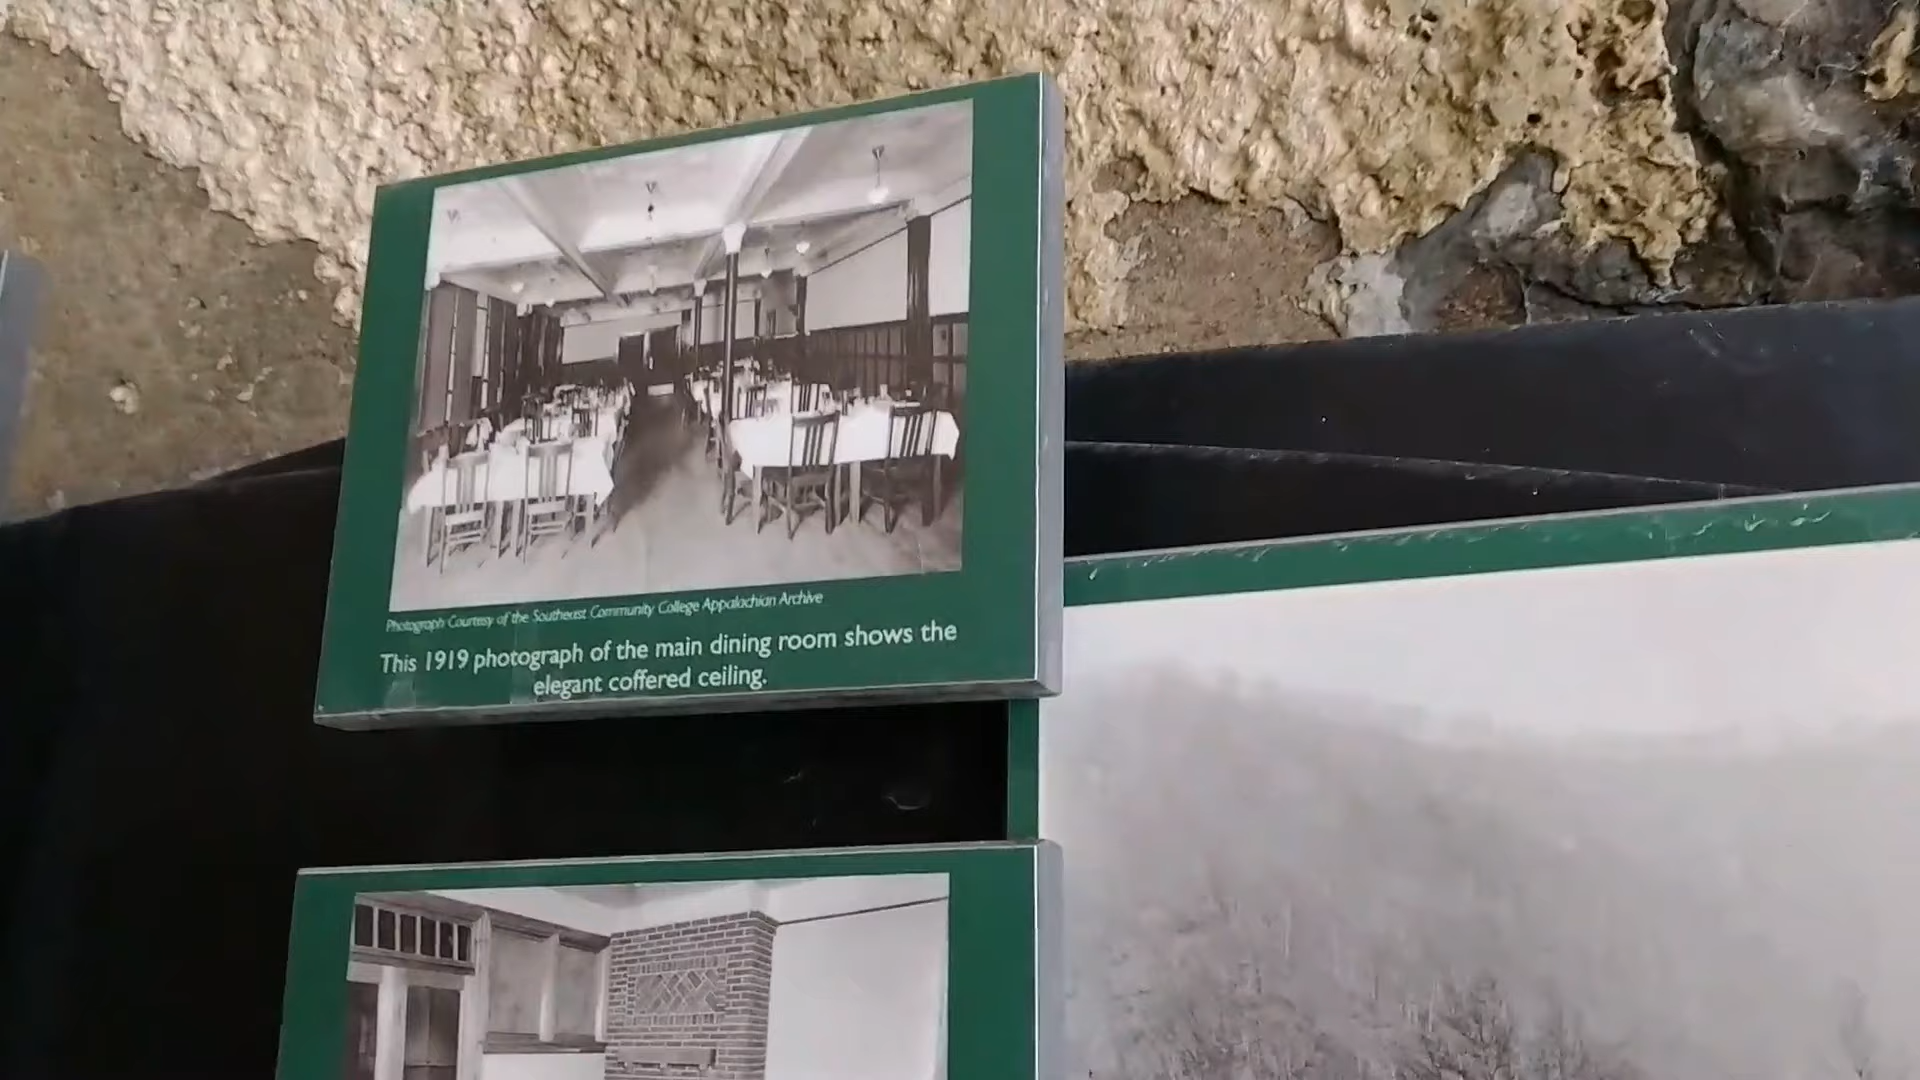 Photograph Courtesy of the Southeast Community College Appalachian Archive
This 1919 photograph of the main dining room shows the
elegant coffered ceiling.